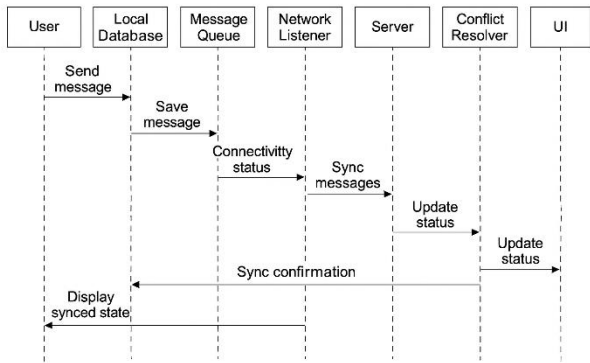 User
Local
Database
Message
Queue
Network
Listener
Server
Conflict
Resolver
UI
Send
message
Save
message
Connectivity
status
Sync
messages
Update
status
Update
status
Sync confirmation
Display
synced state